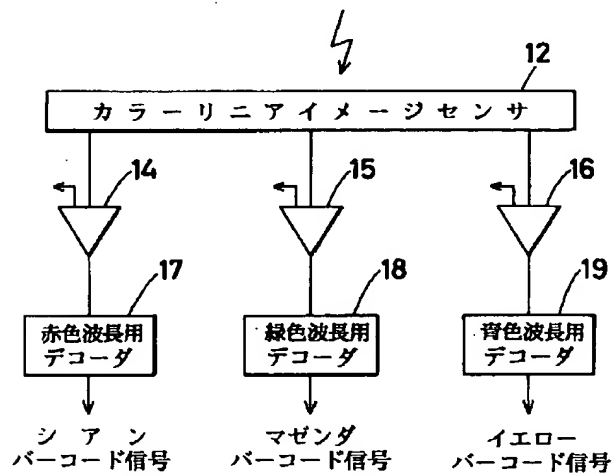 12
カラーリニアイメージセンサ
14 15 16
17 18 19
赤色波長用 緑色波長用 青色波長用
デコーダ デコーダ デコーダ
シアン マゼンダ イエロー
バーコード信号 バーコード信号 バーコード信号